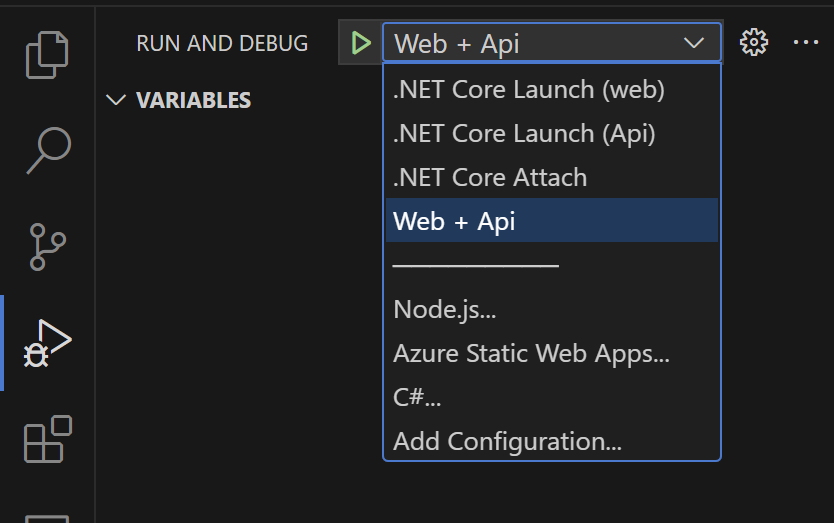 RUN AND DEBUG
Web + Api
VARIABLES
.NET Core Launch (web)
.NET Core Launch (Api)
.NET Core Attach
Web + Api
Node.js...
Azure Static Web Apps...
C#...
Add Configuration...